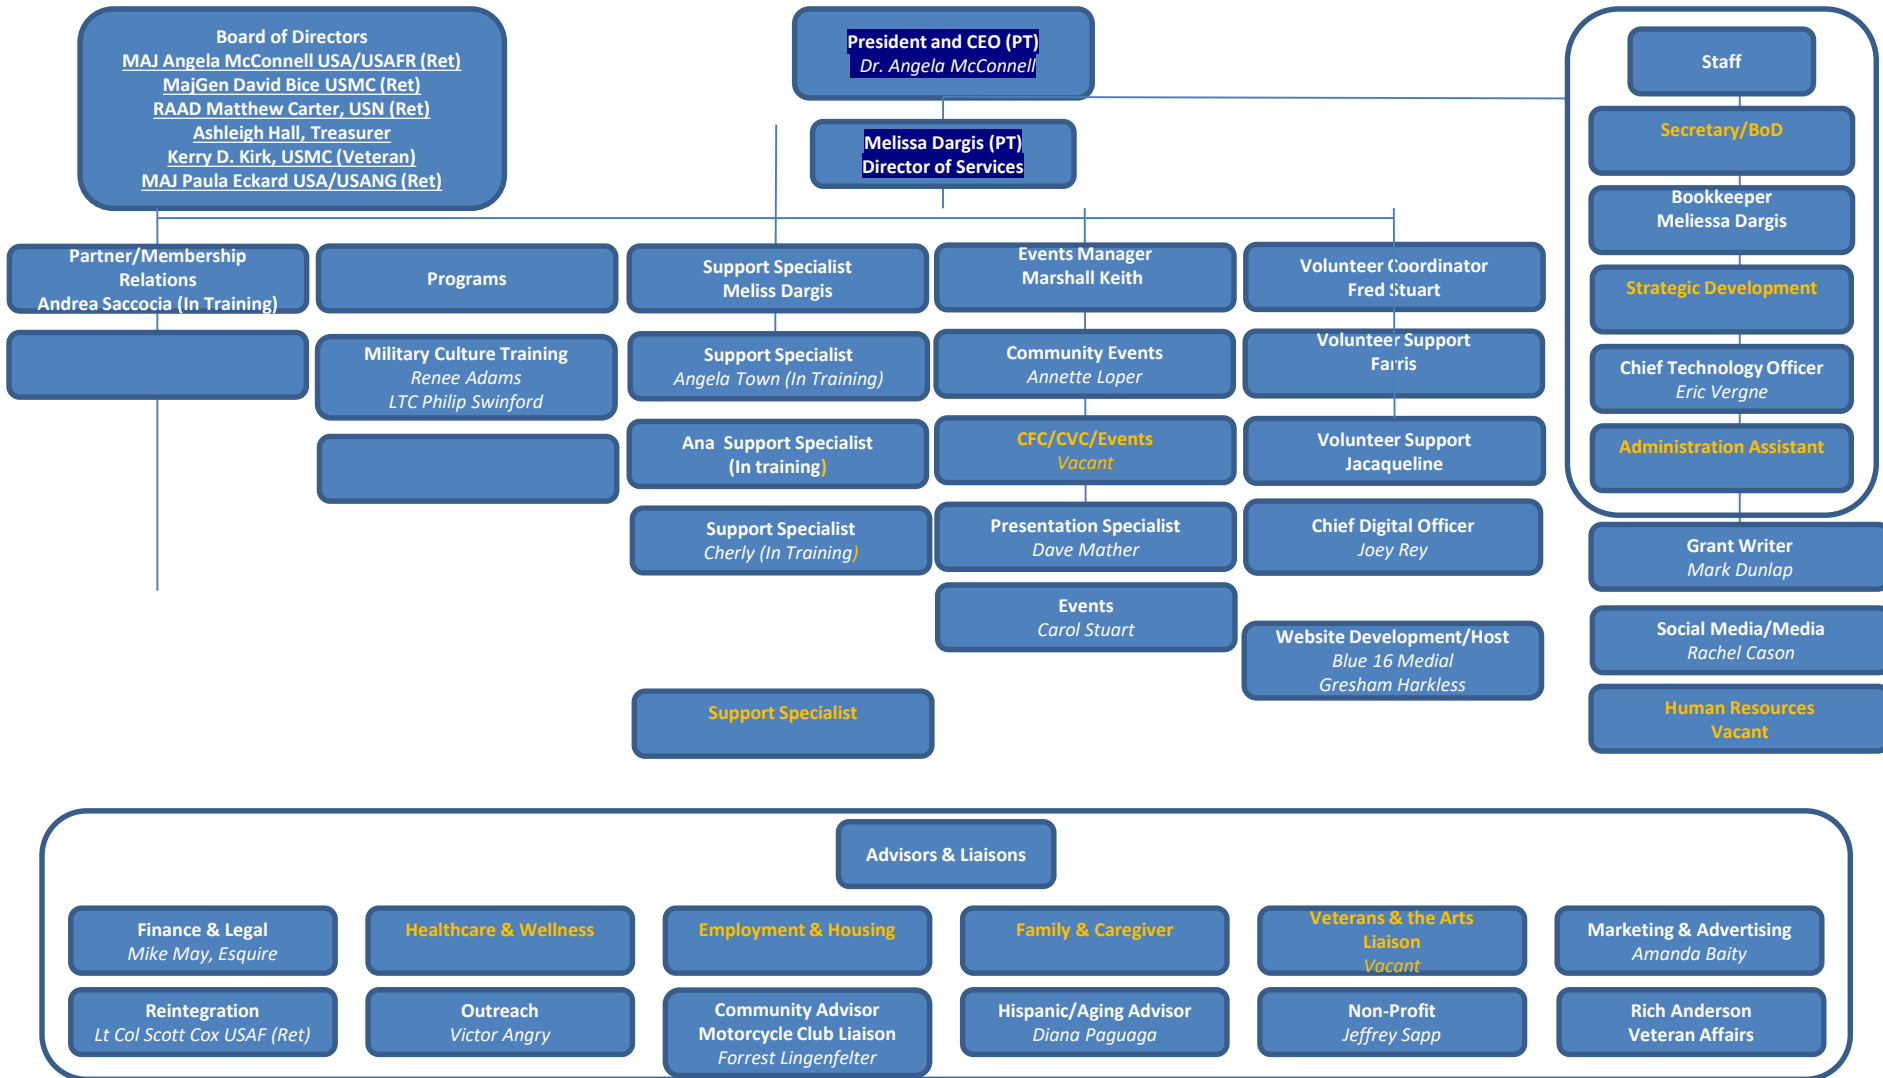 Board of Directors
MAJ Angela McConnell USA/USAFR (Ret)
MajGen David Bice USMC (Ret)
RAAD Matthew Carter, USN (Ret)
Ashleigh Hall, Treasurer
Kerry D. Kirk, USMC (Veteran)
MAJ Paula Eckard USA/USANG (Ret)
President and CEO (PT)
Dr. Angela McConnell
Melissa Dargis (PT)
Director of Services
Staff
Secretary/BoD
Bookkeeper
Meliessa Dargis
Strategic Development
Chief Technology Officer
Eric Vergne
Administration Assistant
Grant Writer
Mark Dunlap
Social Media/Media
Rachel Cason
Human Resources
Vacant
Partner/Membership
Relations
Andrea Saccocia (In Training)
Programs
Military Culture Training
Renee Adams
LTC Philip Swinford
Support Specialist
Meliss Dargis
Support Specialist
Angela Town (In Training)
Ana  Support Specialist
(In training)
Support Specialist
Cherly (In Training)
Support Specialist
Events Manager
Marshall Keith
Community Events
Annette Loper
CFC/CVC/Events
Vacant
Presentation Specialist
Dave Mather
Events
Carol Stuart
Volunteer Coordinator
Fred Stuart
Volunteer Support
Farris
Volunteer Support
Jacaqueline
Chief Digital Officer
Joey Rey
Website Development/Host
Blue 16 Medial
Gresham Harkless
Advisors & Liaisons
Finance & Legal
Mike May, Esquire
Healthcare & Wellness
Employment & Housing
Family & Caregiver
Veterans & the Arts
Liaison
Vacant
Marketing & Advertising
Amanda Baity
Reintegration
Lt Col Scott Cox USAF (Ret)
Outreach
Victor Angry
Community Advisor
Motorcycle Club Liaison
Forrest Lingenfelter
Hispanic/Aging Advisor
Diana Paguaga
Non-Profit
Jeffrey Sapp
Rich Anderson
Veteran Affairs